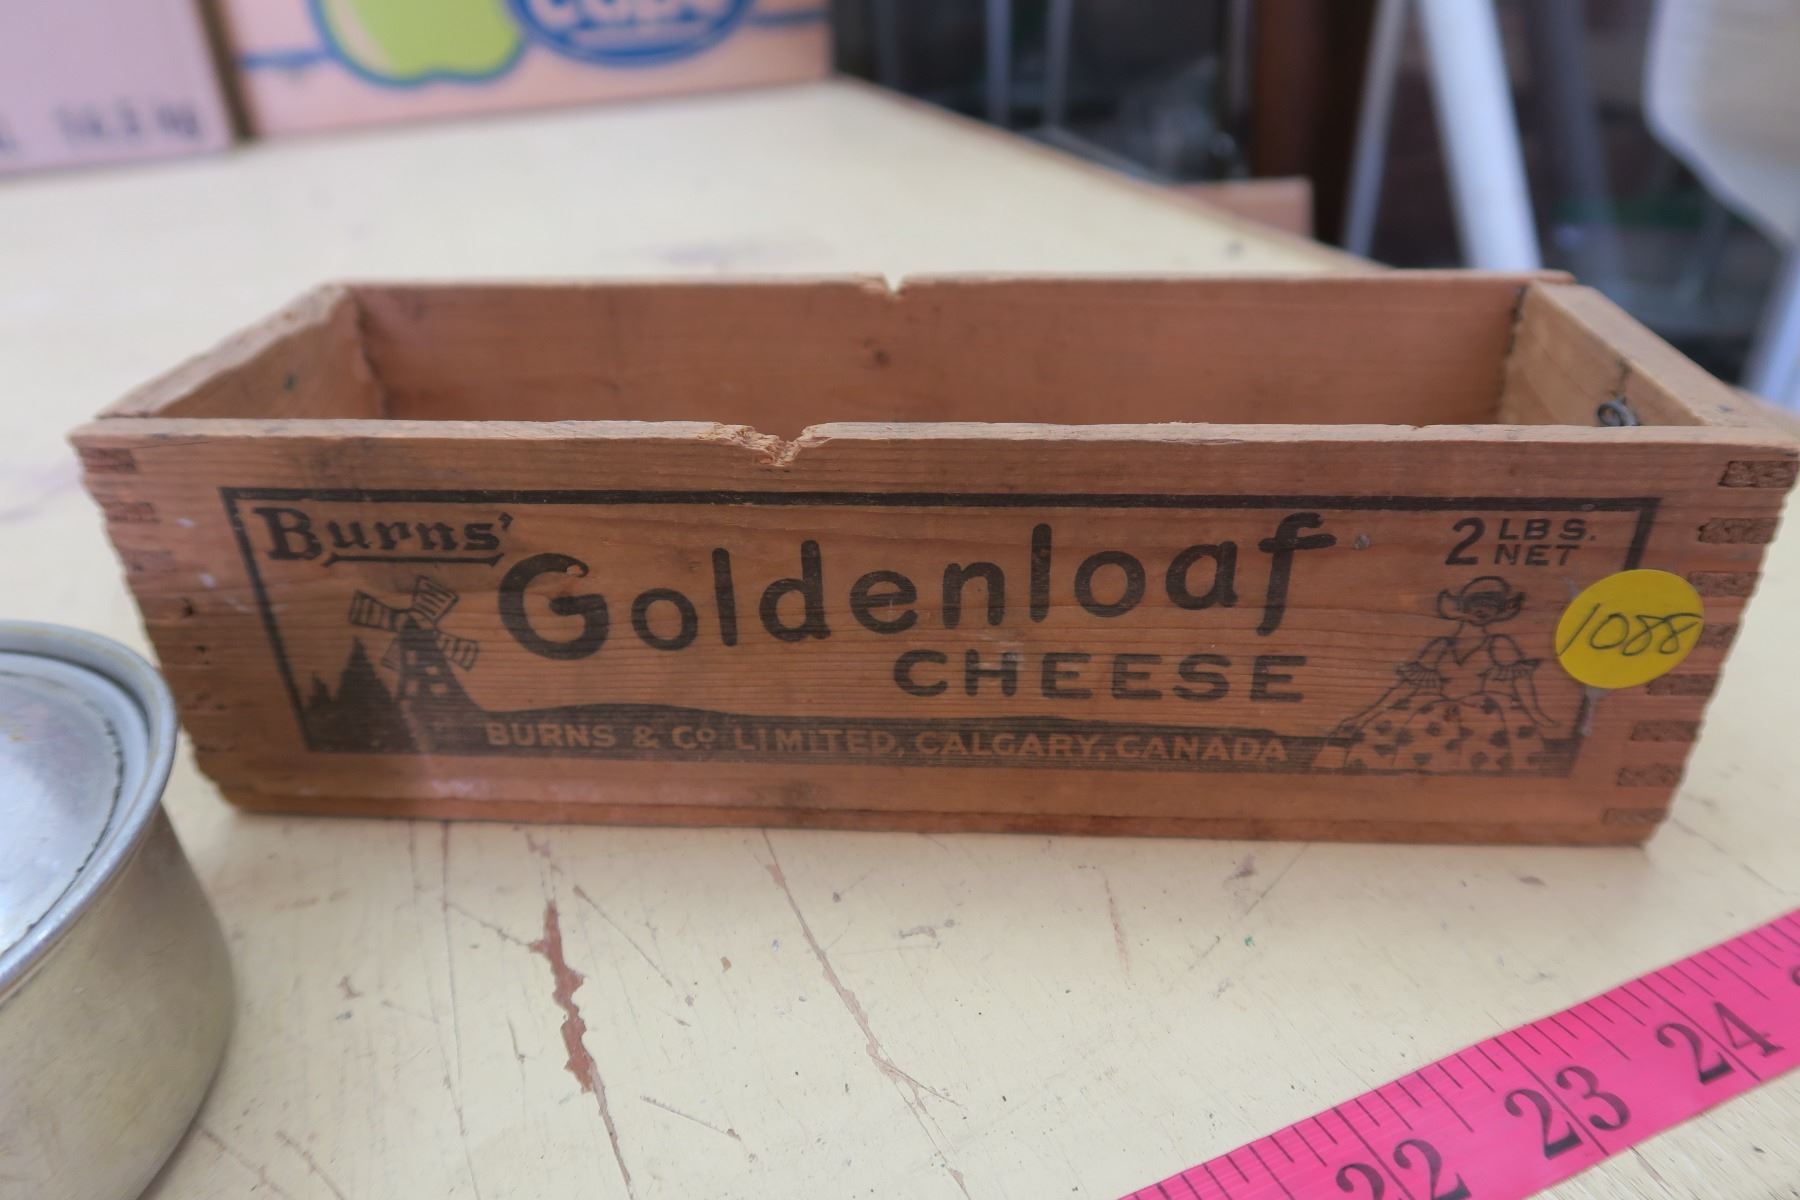 Burns'
Goldenloaf
CHEESE
2 LBS. NET
BURNS & Cº LIMITED, CALGARY, CANADA
1088
22 23 24